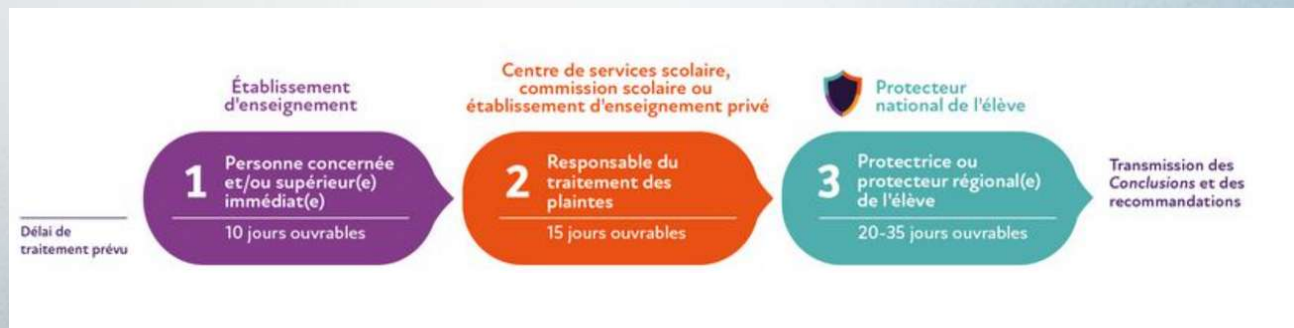 Établissement
d'enseignement
1
Personne concernée
et/ou supérieur(e)
immédiat(e)
10 jours ouvrables
Centre de services scolaire,
commission scolaire ou
établissement d'enseignement privé
2
Responsable du
traitement des
plaintes
15 jours ouvrables
Protecteur
national de l'élève
3
Protectrice ou
protecteur régional(e)
de l'élève
20-35 jours ouvrables
Transmission des
Conclusions et des
recommandations
Délai de
traitement prévu